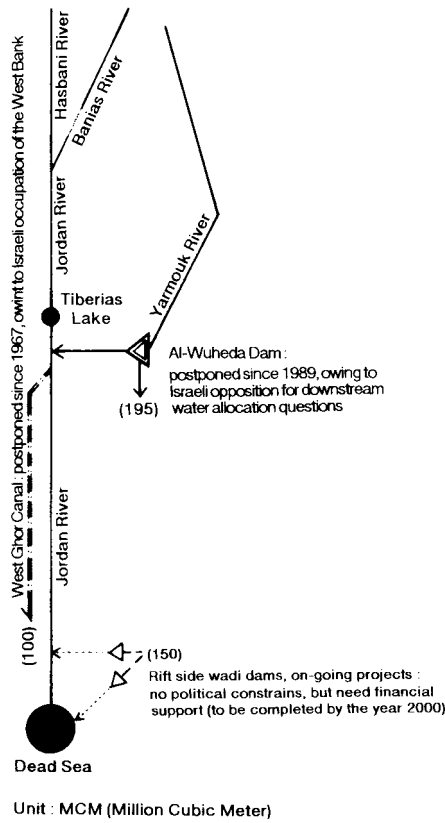 Hasbani River
Banias River
West Ghor Canal : postponed since 1967, owint to Israeli occupation of the West Bank
Jordan River
Yarmouk River
Tiberias
Lake
Al-Wuheda Dam :
postponed since 1989, owing to
Israeli opposition for downstream
water allocation questions
(195)
Jordan River
(100)
(150)
Rift side wadi dams, on-going projects :
no political constrains, but need financial
support (to be completed by the year 2000)
Dead Sea
Unit : MCM (Million Cubic Meter)